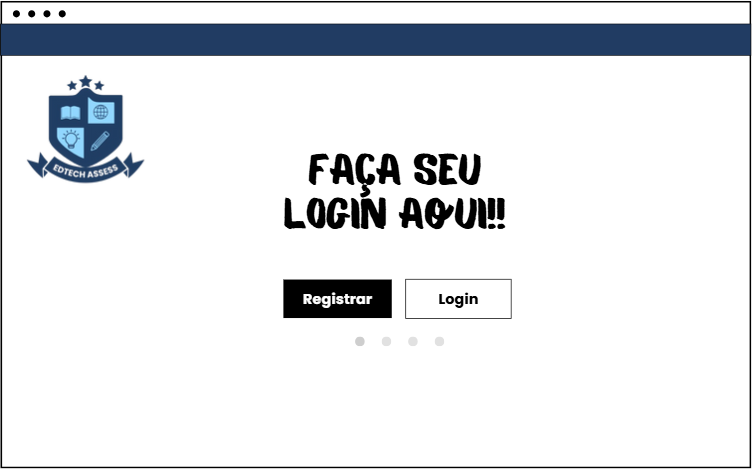 EDTECH ASSESS
FAÇA SEU
LOGIN AQUI!!
Registrar
Login